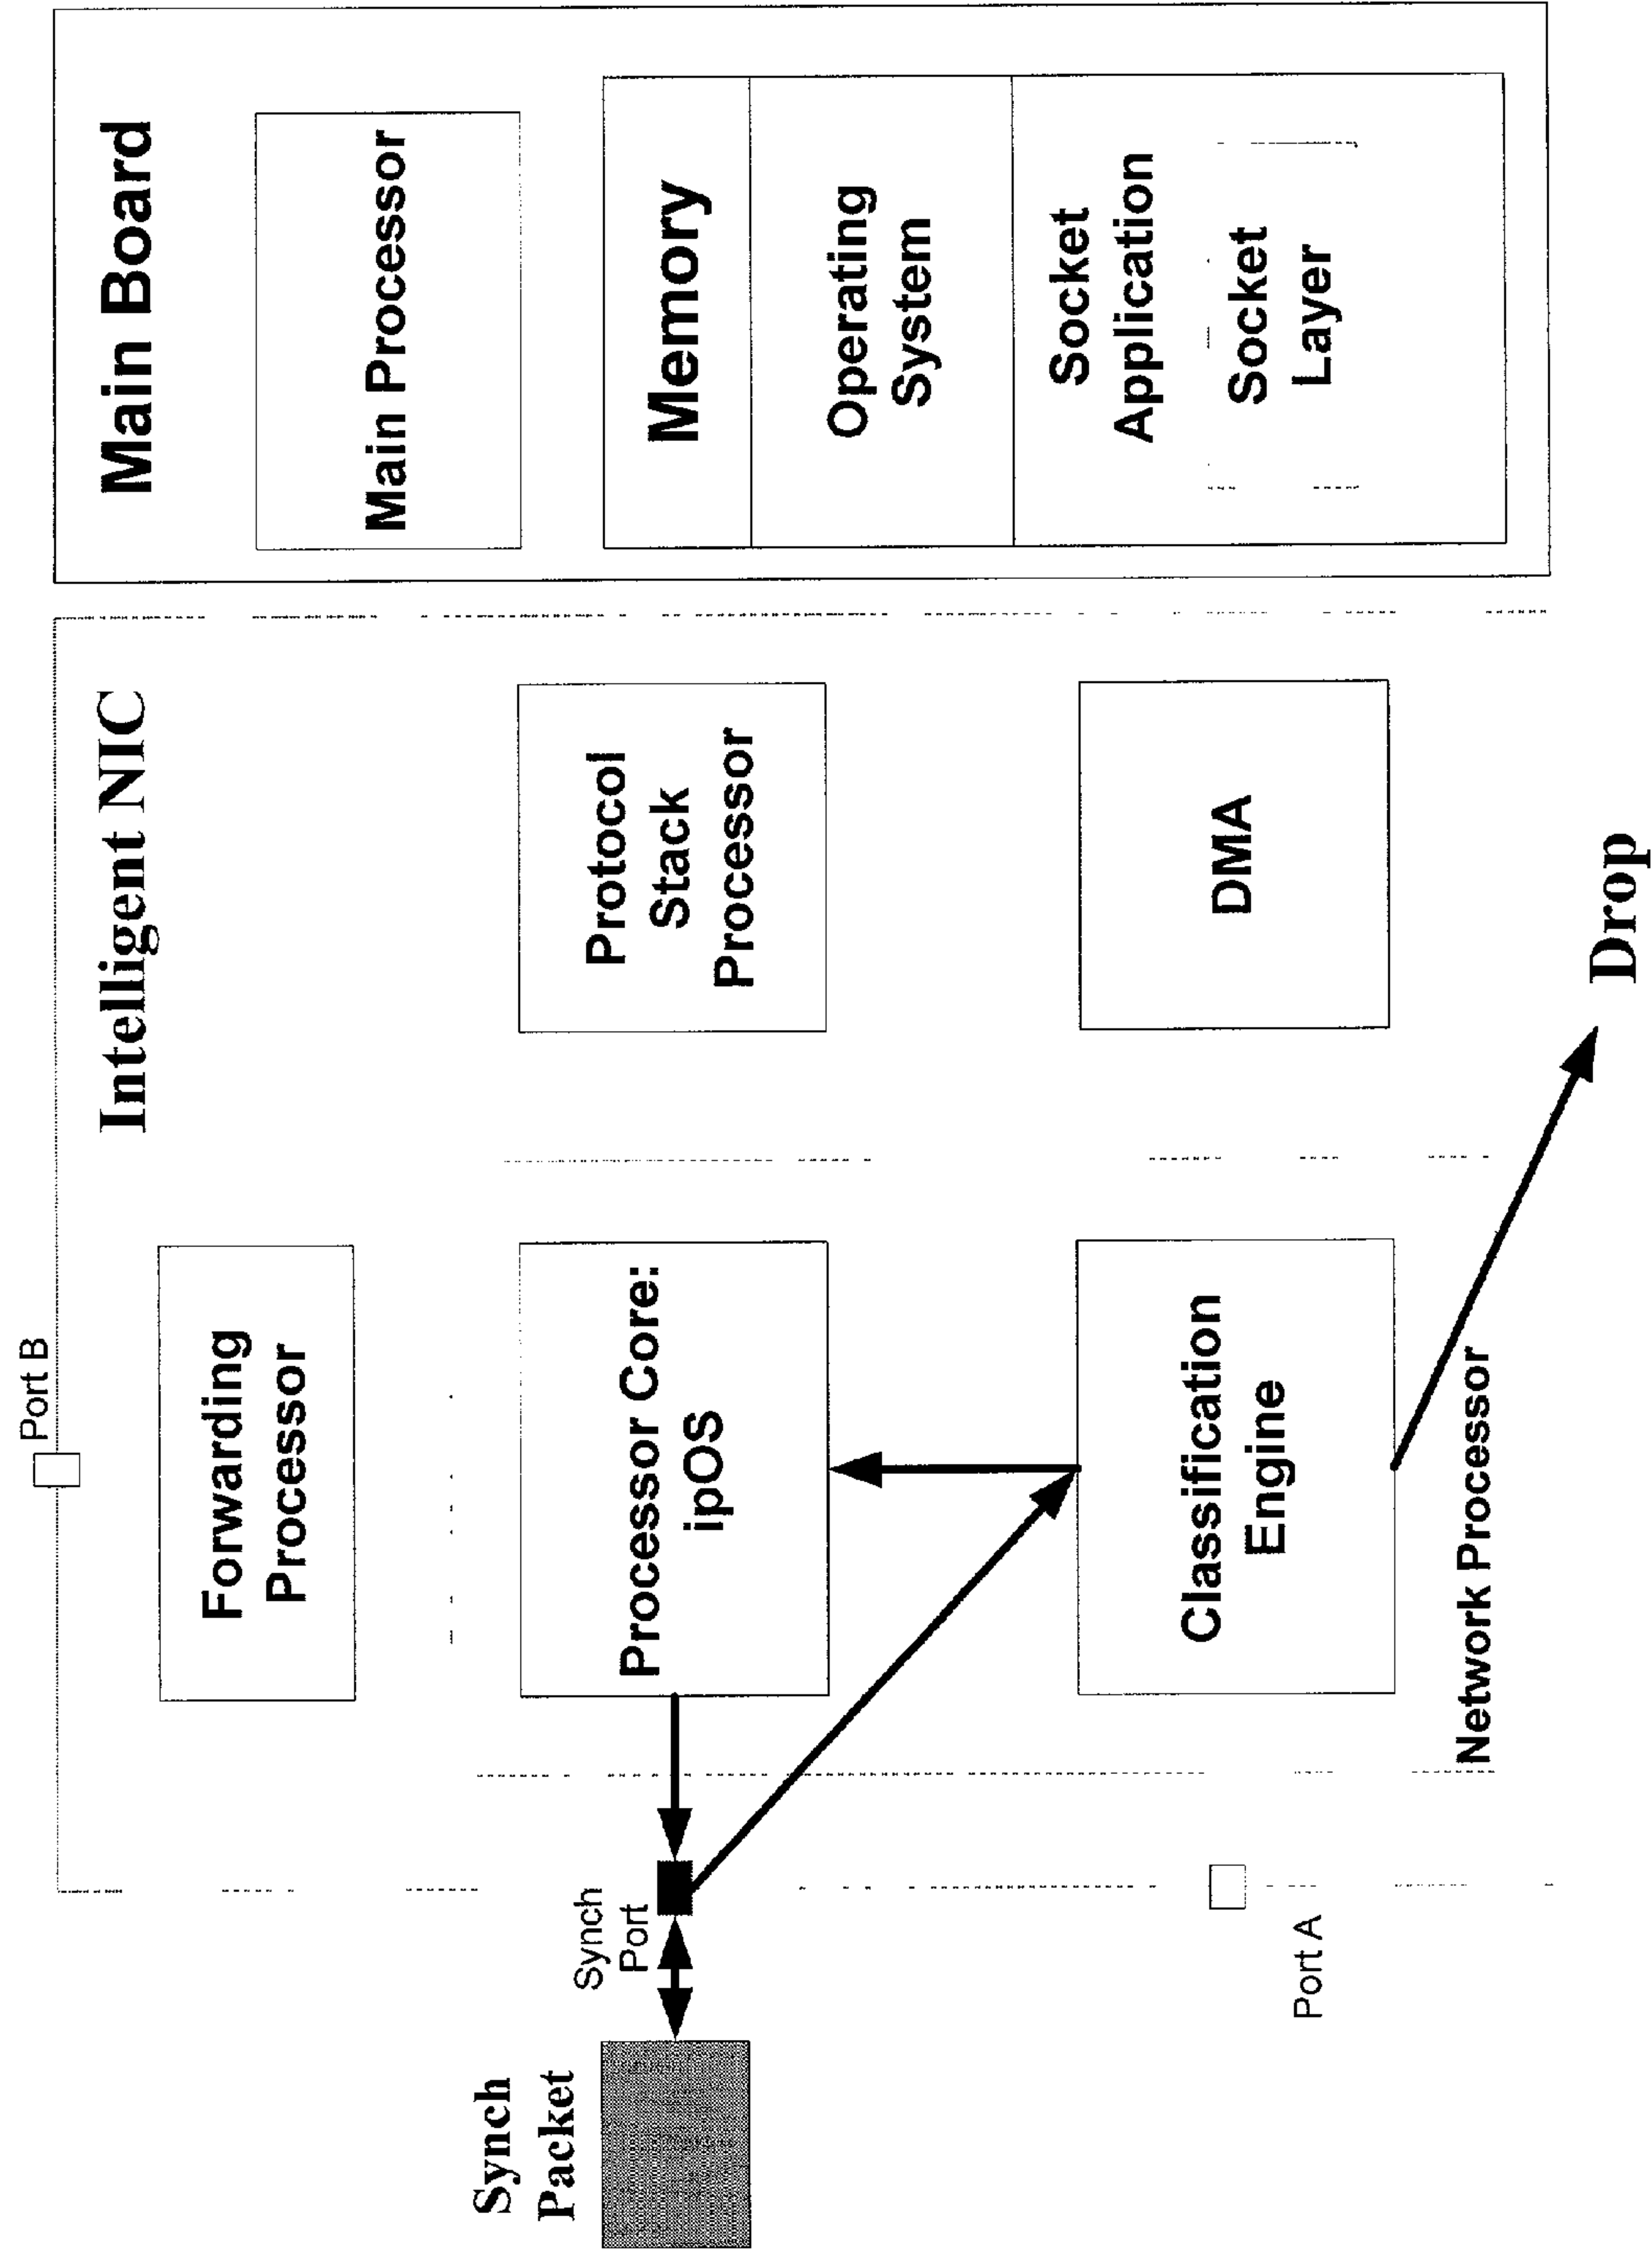 Main Board
Main Processor
Memory
Operating
System
Socket
Application
Socket
Layer
Intelligent NIC
Protocol
Stack
Processor
DMA
Drop
Port B
Forwarding
Processor
Processor Core:
ipOS
Classification
Engine
Network Processor
Synch
Port
Port A
Synch
Packet